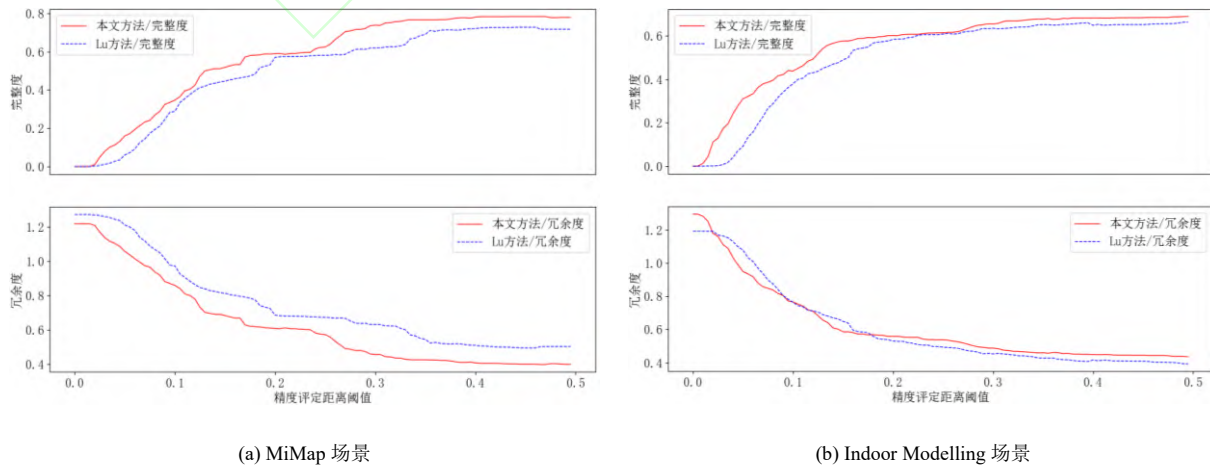 0.8
0.6
0.4
0.2
0.0
完整度
本文方法/完整度
Lu方法/完整度
1.2
1.0
0.8
0.6
0.4
冗余度
本文方法/冗余度
Lu方法/冗余度
0.0 0.1 0.2 0.3 0.4 0.5
精度评定距离阈值
(a) MiMap 场景
0.6
0.4
0.2
0.0
完整度
本文方法/完整度
Lu方法/完整度
1.2
1.0
0.8
0.6
0.4
冗余度
本文方法/冗余度
Lu方法/冗余度
0.0 0.1 0.2 0.3 0.4 0.5
精度评定距离阈值
(b) Indoor Modelling 场景